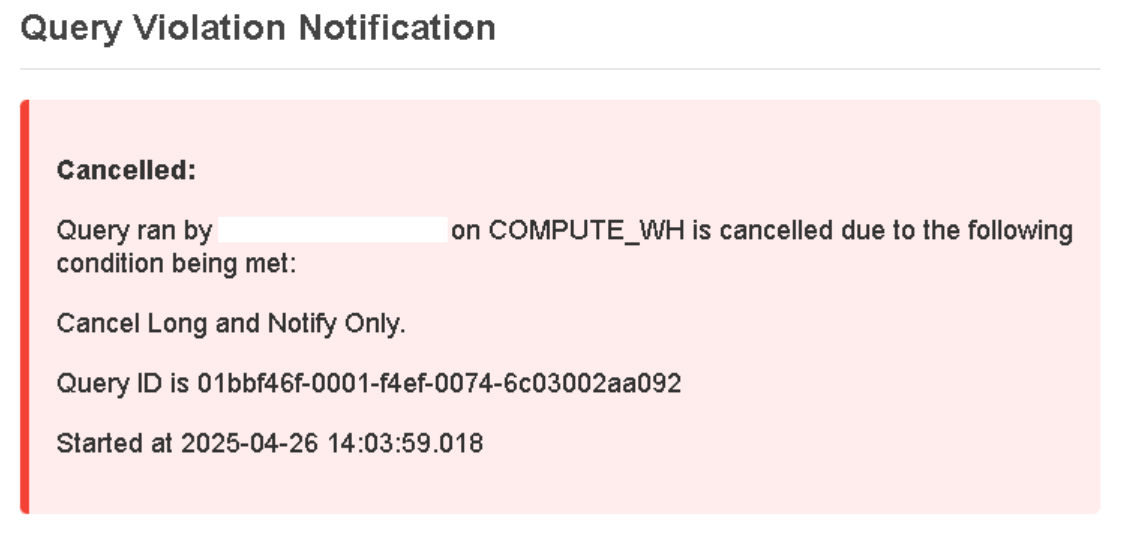 Query Violation Notification
Cancelled:
Query ran by on COMPUTE_WH is cancelled due to the following
condition being met:
Cancel Long and Notify Only.
Query ID is 01bbf46f-0001-f4ef-0074-6c03002aa092
Started at 2025-04-26 14:03:59.018